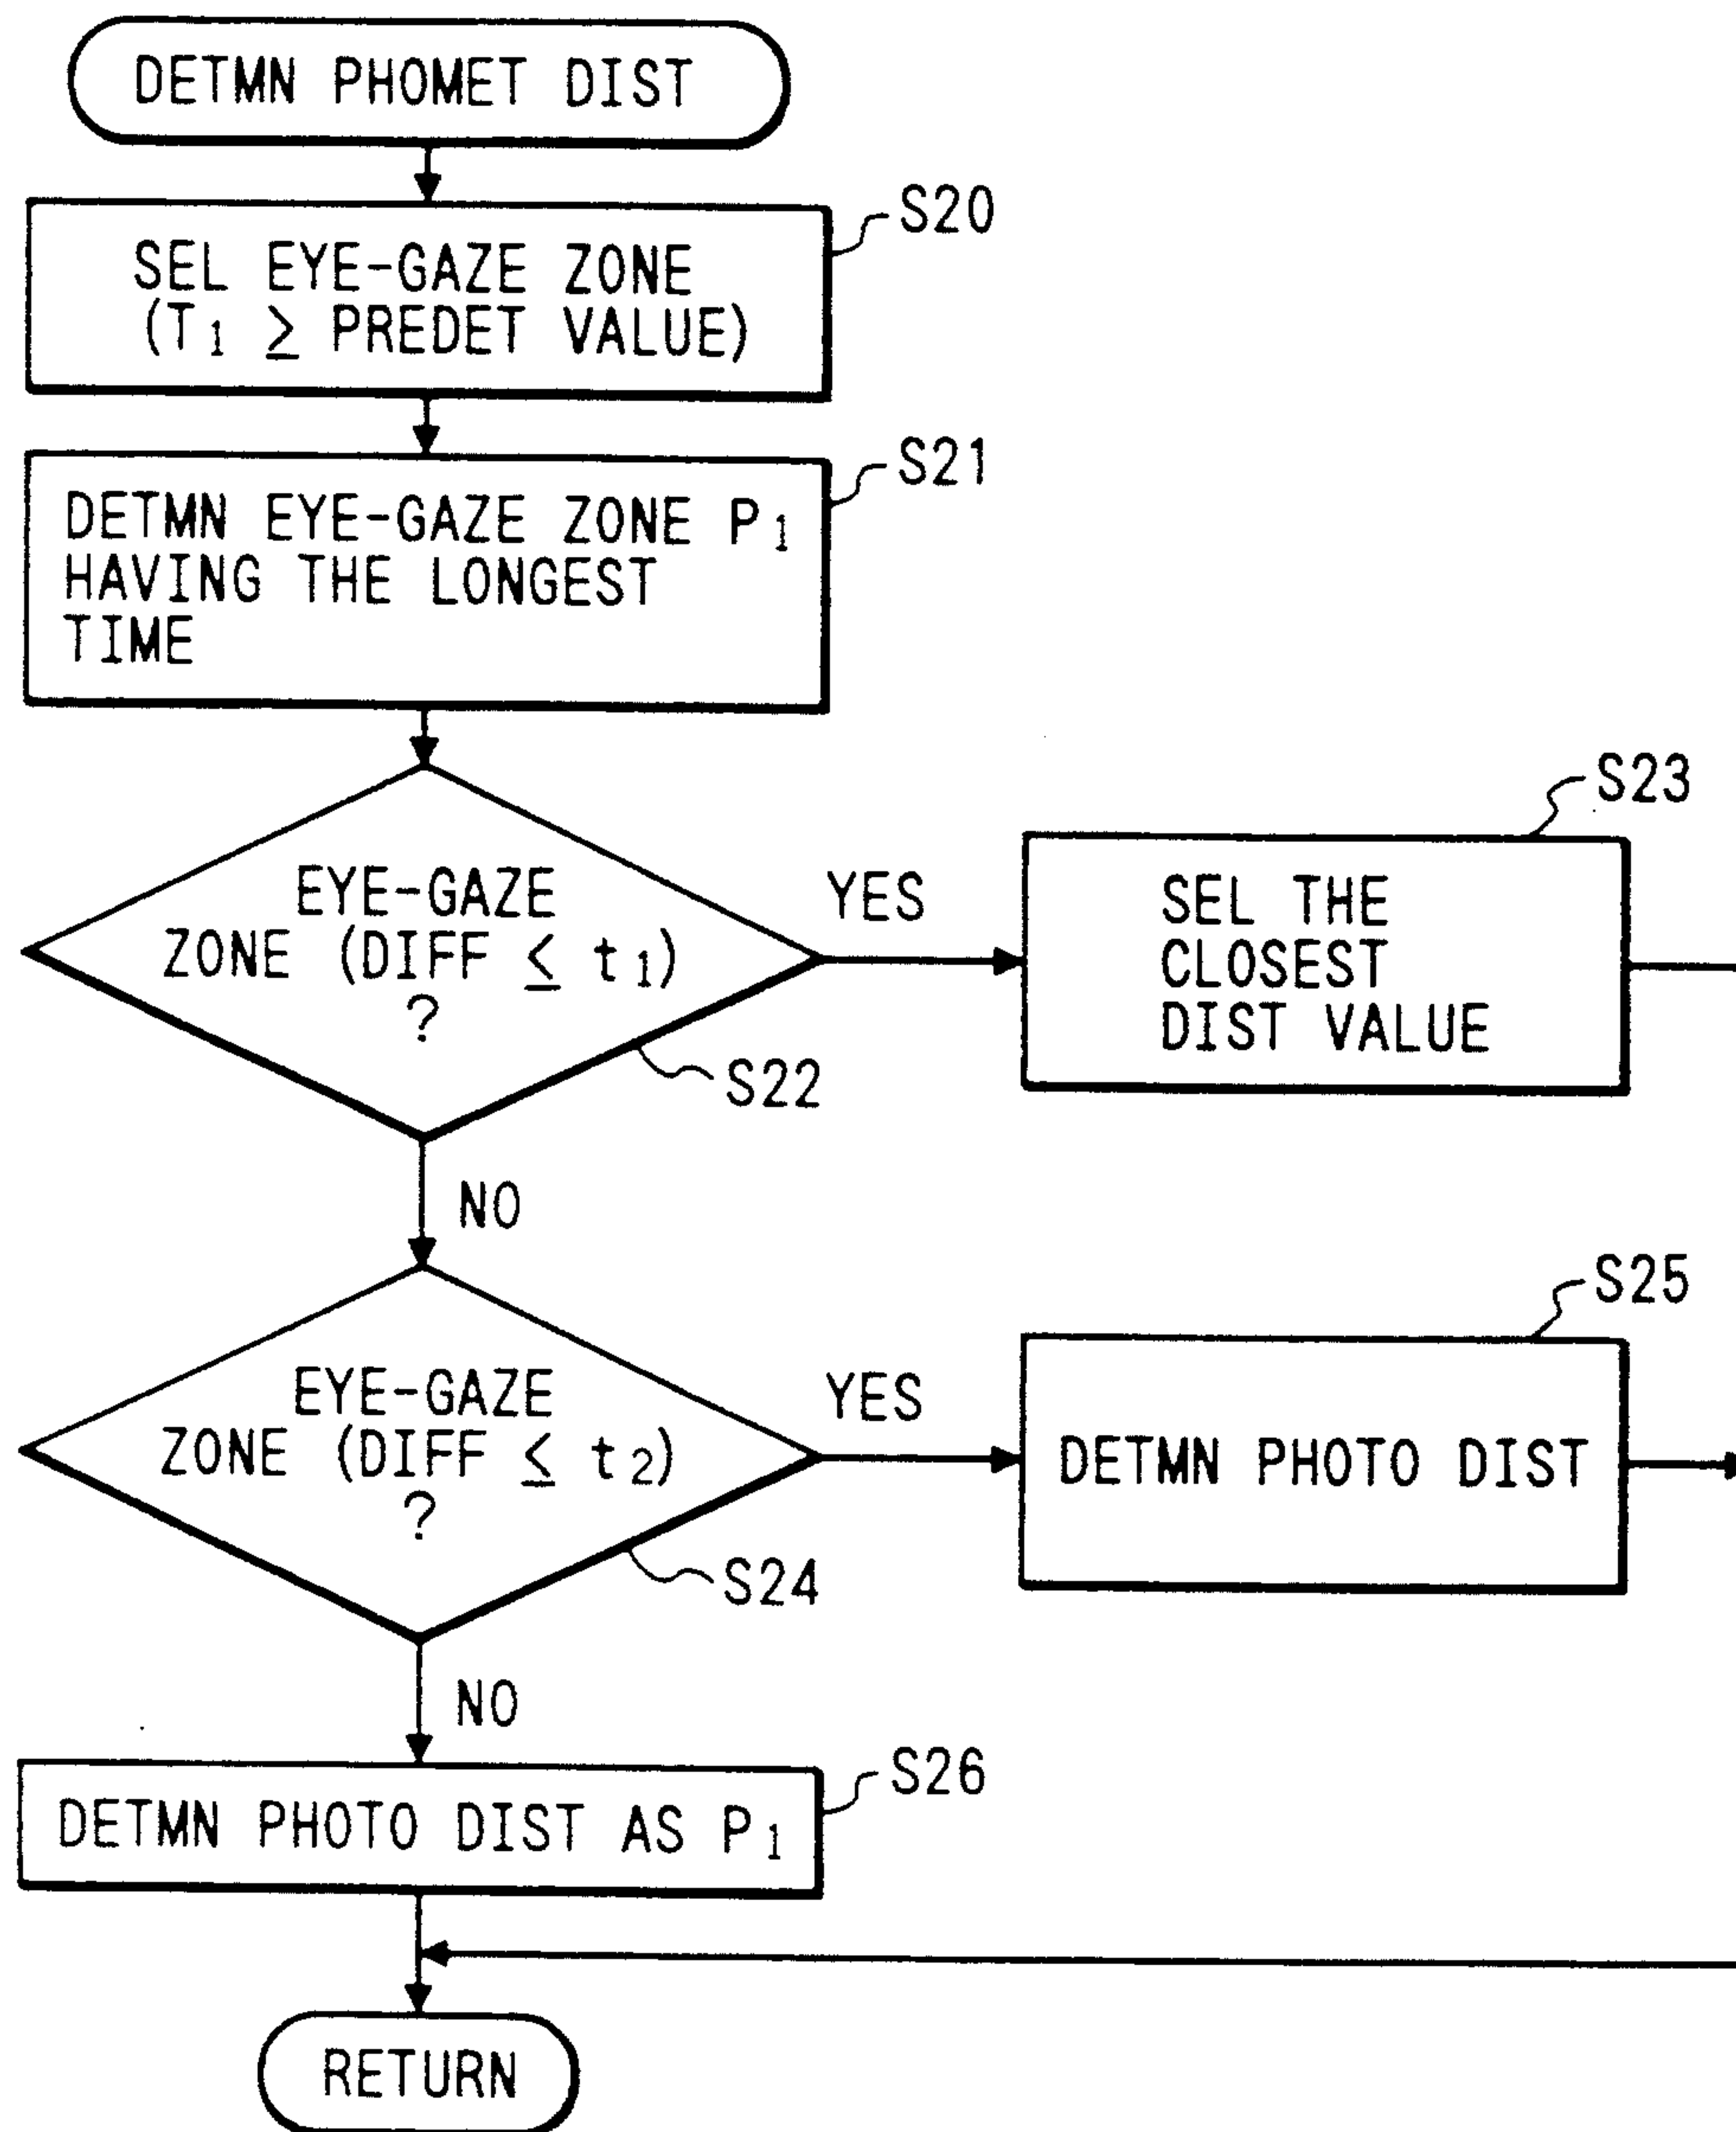 DETMN PHOMET DIST
S20
SEL EYE-GAZE ZONE
(T1 ≥ PREDET VALUE)
S21
DETMN EYE-GAZE ZONE P1
HAVING THE LONGEST
TIME
EYE-GAZE
ZONE (DIFF ≤ t1)
?
S22
YES
S23
SEL THE
CLOSEST
DIST VALUE
NO
EYE-GAZE
ZONE (DIFF ≤ t2)
?
S24
YES
S25
DETMN PHOTO DIST
NO
S26
DETMN PHOTO DIST AS P1
RETURN